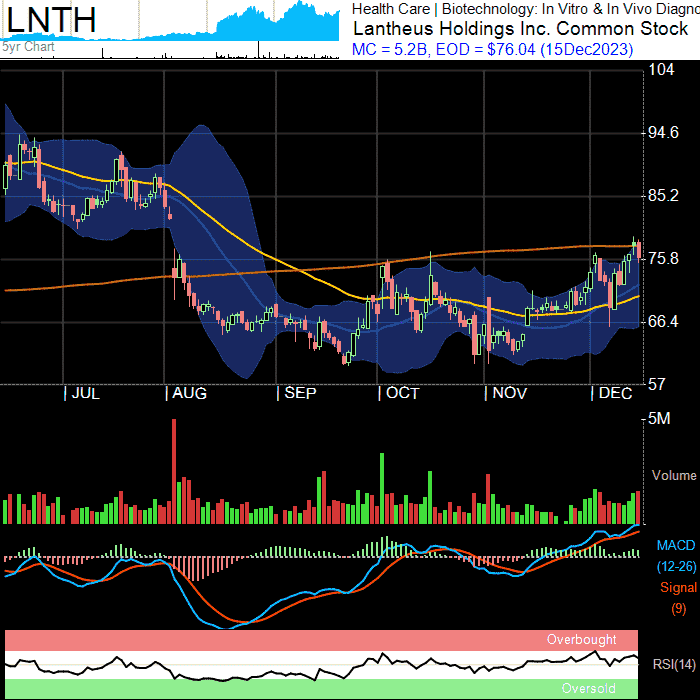 LNTH
5yr Chart
Health Care | Biotechnology: In Vitro & In Vivo Diagno
Lantheus Holdings Inc. Common Stock
MC = 5.2B, EOD = $76.04 (15Dec2023)
104
94.6
85.2
75.8
66.4
57
JUL AUG SEP OCT NOV DEC
5M
Volume
MACD
(12-26)
Signal
(9)
Overbought
RSI(14)
Oversold